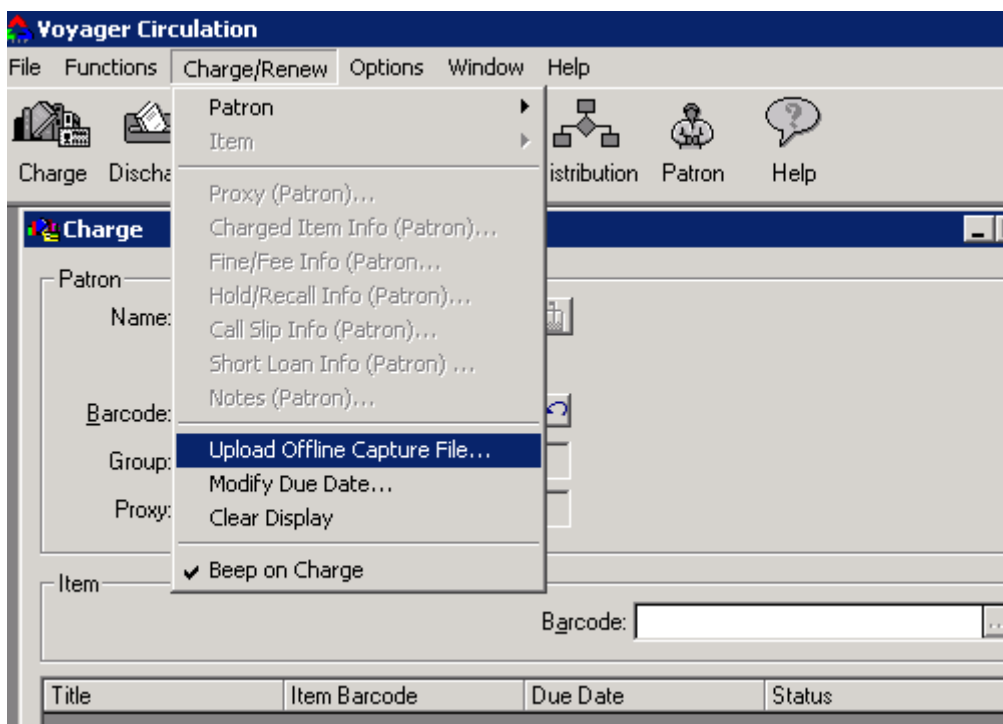 Voyager Circulation
File Functions Charge/Renew Options Window Help
Charge Discha istribution Patron Help
Patron
Item
Proxy (Patron)...
Charged Item Info (Patron)...
Fine/Fee Info (Patron...
Hold/Recall Info (Patron)...
Call Slip Info (Patron)...
Short Loan Info (Patron) ...
Notes (Patron)...
Upload Offline Capture File...
Modify Due Date...
Clear Display
Beep on Charge
Charge
Patron
Name:
Barcode:
Group:
Proxy:
Item
Barcode:
Title Item Barcode Due Date Status